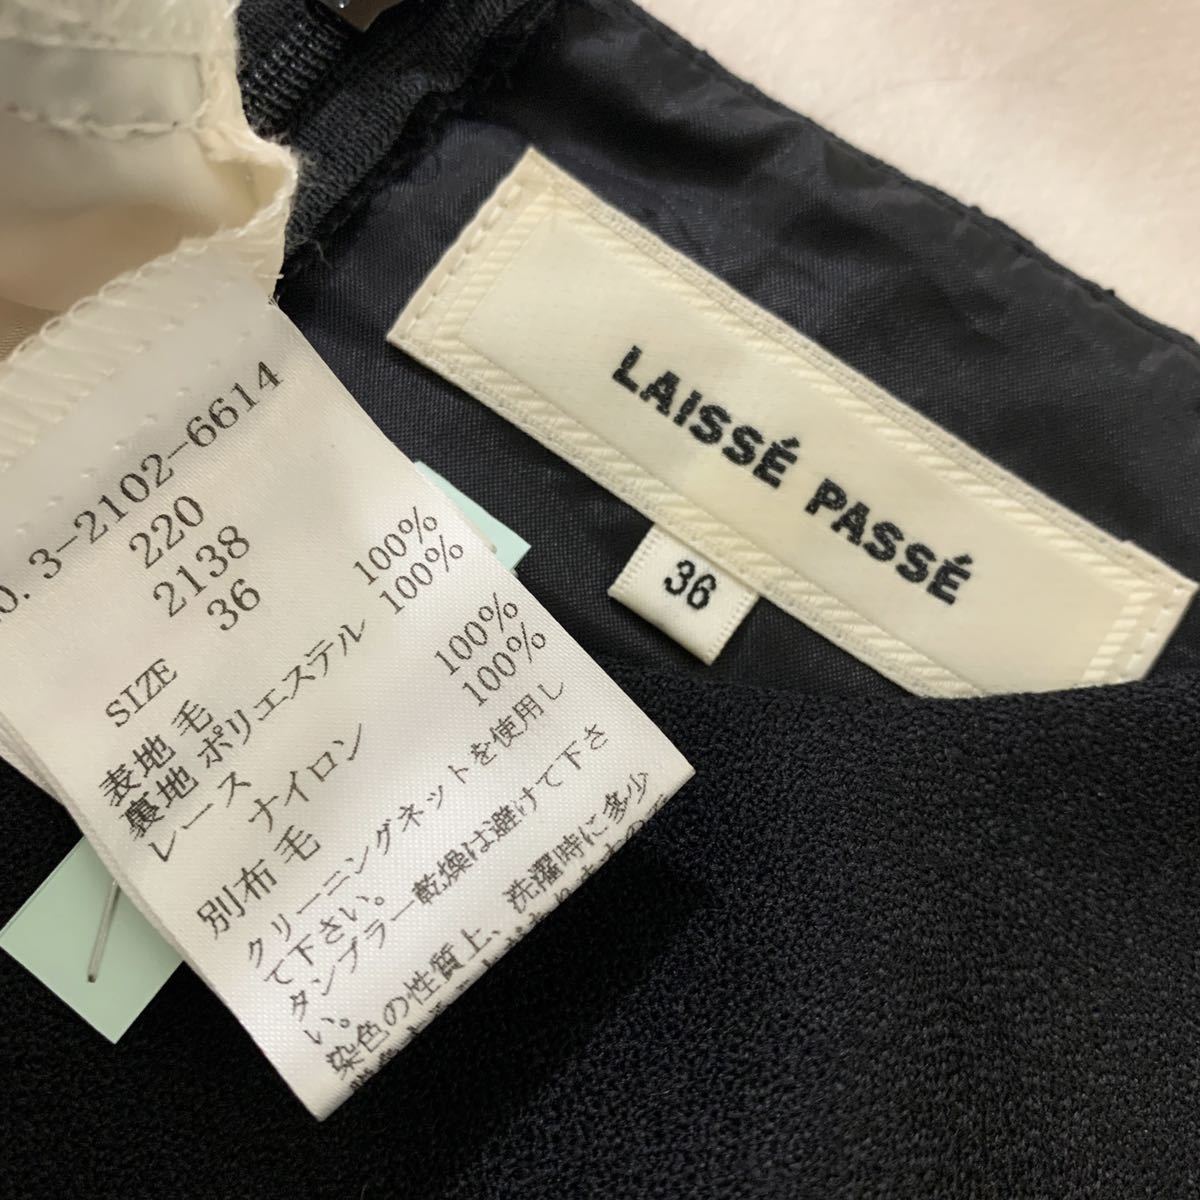 LAISSÉ PASSÉ
36
O. 3-2102-6614
220
2138
SIZE 36
表地 毛 100%
裏地 ポリエステル 100%
レース ナイロン 100%
別布 毛 100%
クリーニングネットを使用し
て下さい。
タンブラー乾燥は避けて下さ
い。
染色の性質上、洗濯時に多少